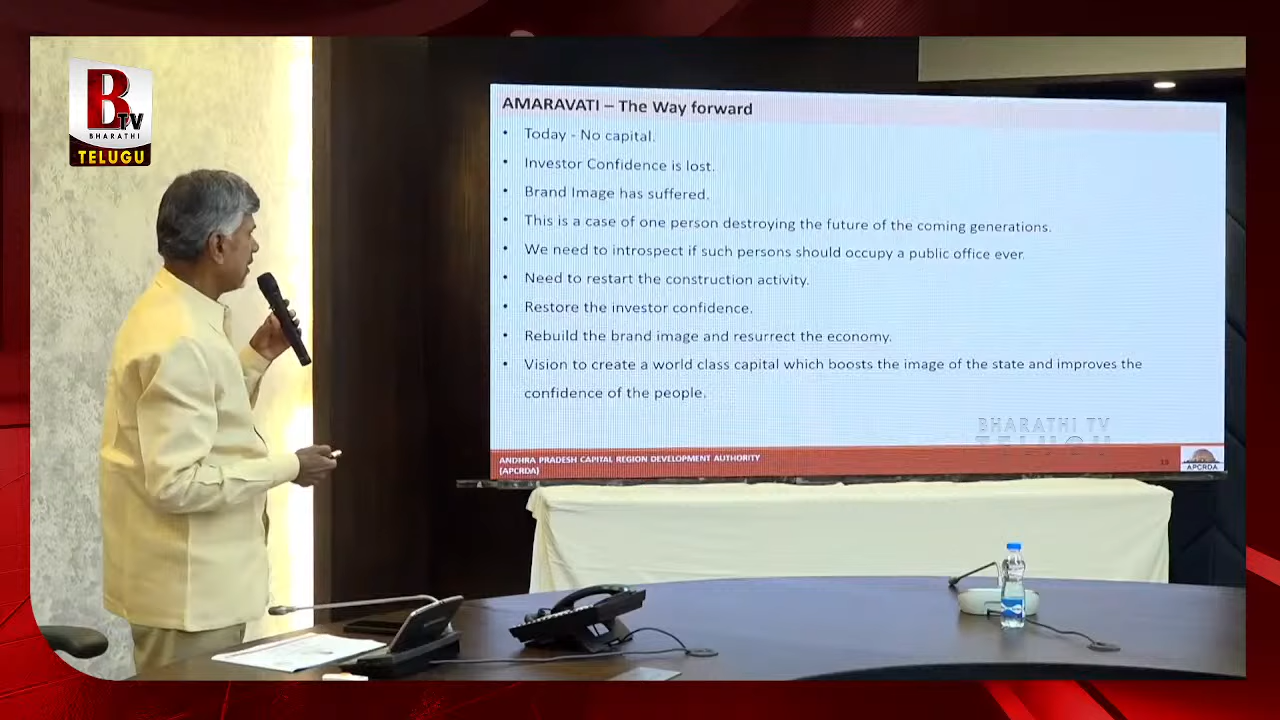 B
TV
BHARATHI
TELUGU
AMARAVATI – The Way forward
• Today - No capital.
• Investor Confidence is lost.
• Brand Image has suffered.
• This is a case of one person destroying the future of the coming generations.
• We need to introspect if such persons should occupy a public office ever.
• Need to restart the construction activity.
• Restore the investor confidence.
• Rebuild the brand image and resurrect the economy.
• Vision to create a world class capital which boosts the image of the state and improves the
confidence of the people.
BHARATHI TV
TELUGU
ANDHRA PRADESH CAPITAL REGION DEVELOPMENT AUTHORITY
(APCRDA)
19
APCRDA